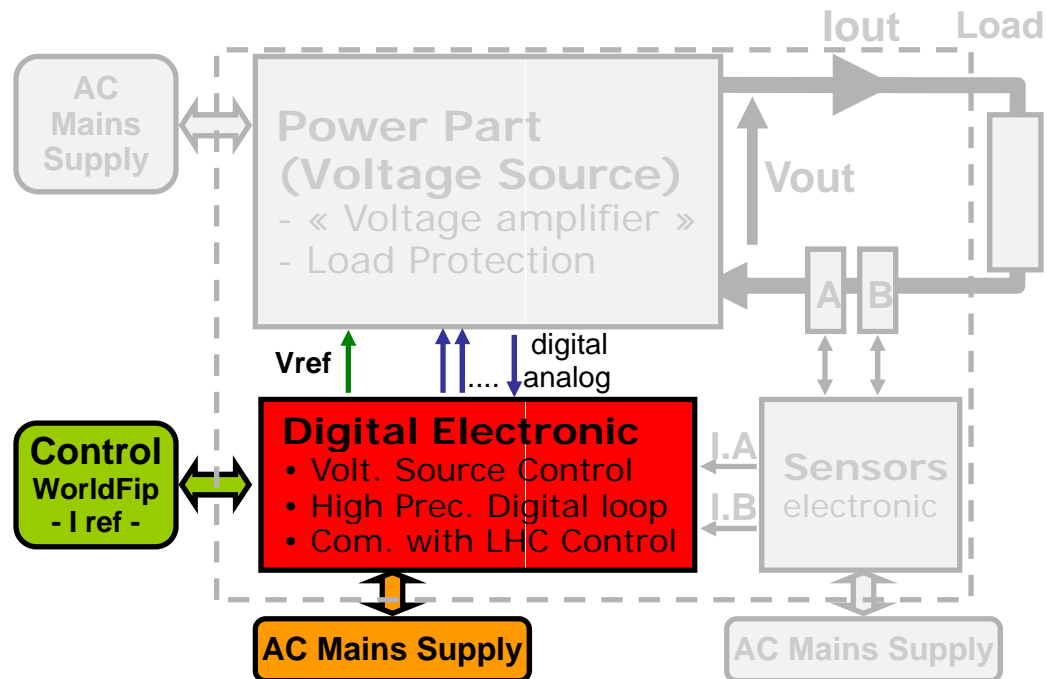 Iout
Load
AC
Mains
Supply
Power Part
(Voltage Source)
- « Voltage amplifier »
- Load Protection
Vout
A
B
Vref
....
digital
analog
Control
WorldFip
- I ref -
Digital Electronic
• Volt. Source Control
• High Prec. Digital loop
• Com. with LHC Control
I.A
I.B
Sensors
electronic
AC Mains Supply
AC Mains Supply